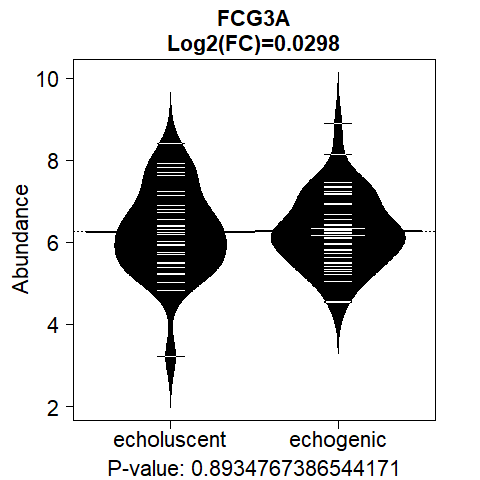 FCG3A
Log2(FC)=0.0298
Abundance
10
8
6
4
2
echoluscent echogenic
P-value: 0.8934767386544171